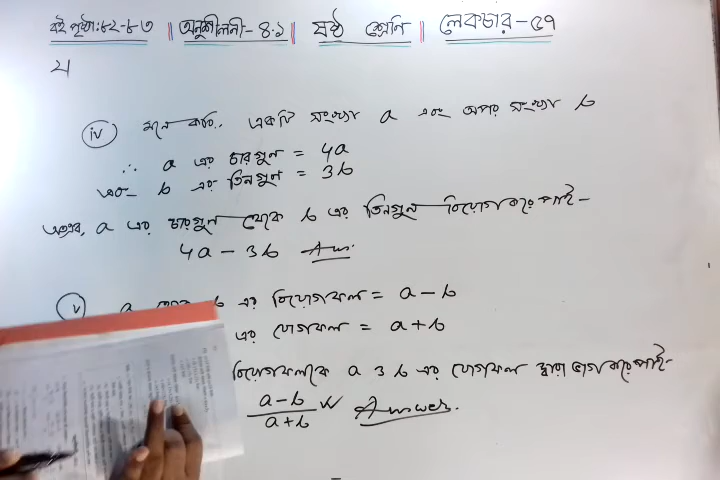 বই পৃষ্ঠা: ৮২-৮৩ || অনুশীলনী-৪.১ || ষষ্ঠ শ্রেণি || লেকচার-৫৭
iv মনে করি, একটি সংখ্যা a এবং অপর সংখ্যা b
∴ a এর চারগুন = 4a
এবং b এর তিনগুন = 3b
অতএব, a এর চারগুন থেকে b এর তিনগুন বিয়োগ করে পাই-
4a - 3b Ans.
v a থেকে b এর বিয়োগফল = a - b
এর যোগফল = a + b
বিয়োগফলকে a ও b এর যোগফল দ্বারা ভাগ করে পাই-
a - b
a + b Answer.